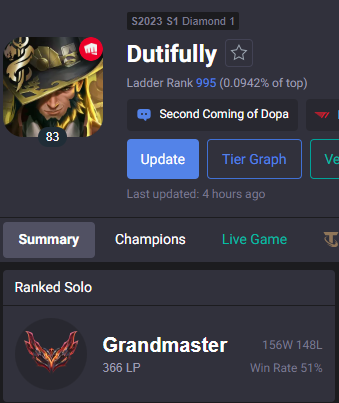 S2023 S1 Diamond 1
Dutifully
Ladder Rank 995 (0.0942% of top)
83
Second Coming of Dopa
Update Tier Graph Ve
Last updated: 4 hours ago
Summary Champions Live Game
Ranked Solo
Grandmaster 156W 148L
366 LP Win Rate 51%